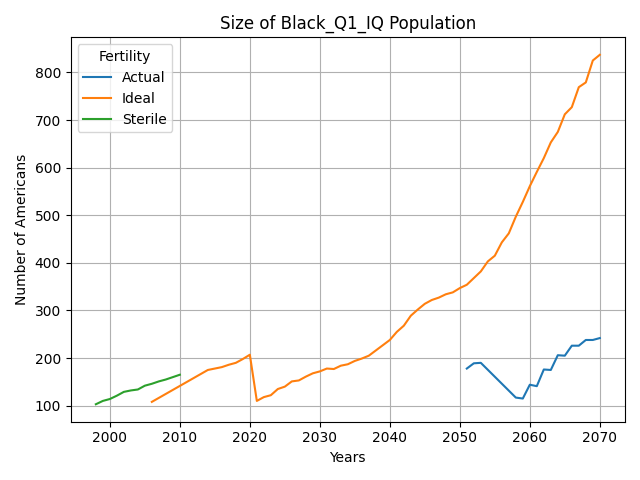 Size of Black_Q1_IQ Population
Fertility
Actual
Ideal
Sterile
Number of Americans
800
700
600
500
400
300
200
100
2000 2010 2020 2030 2040 2050 2060 2070
Years